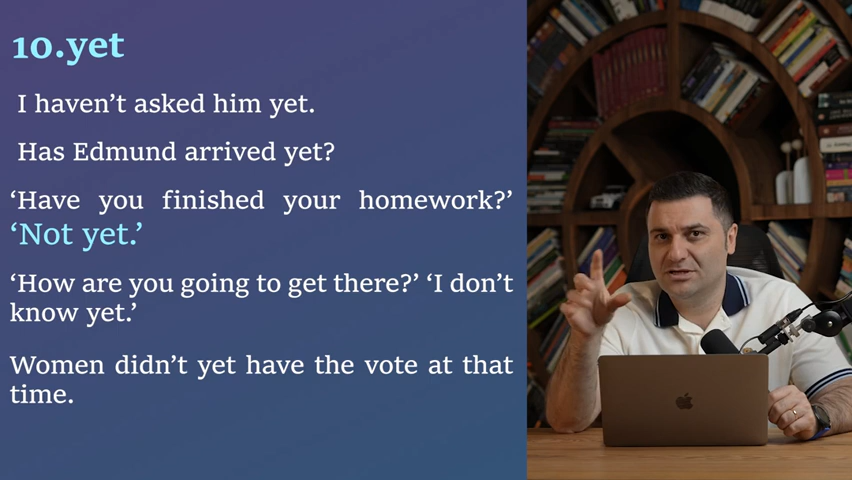 10.yet
I haven’t asked him yet.
Has Edmund arrived yet?
‘Have you finished your homework?’
‘Not yet.’
‘How are you going to get there?’ ‘I don’t
know yet.’
Women didn’t yet have the vote at that
time.